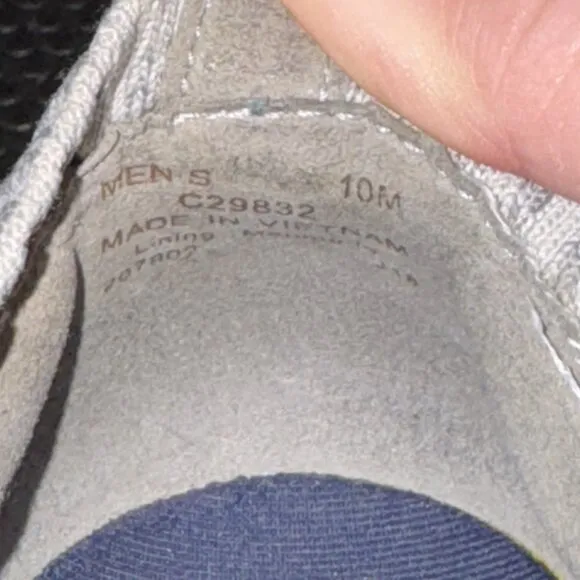 MEN S 10M
C29832
MADE IN VIETNAM
Lining